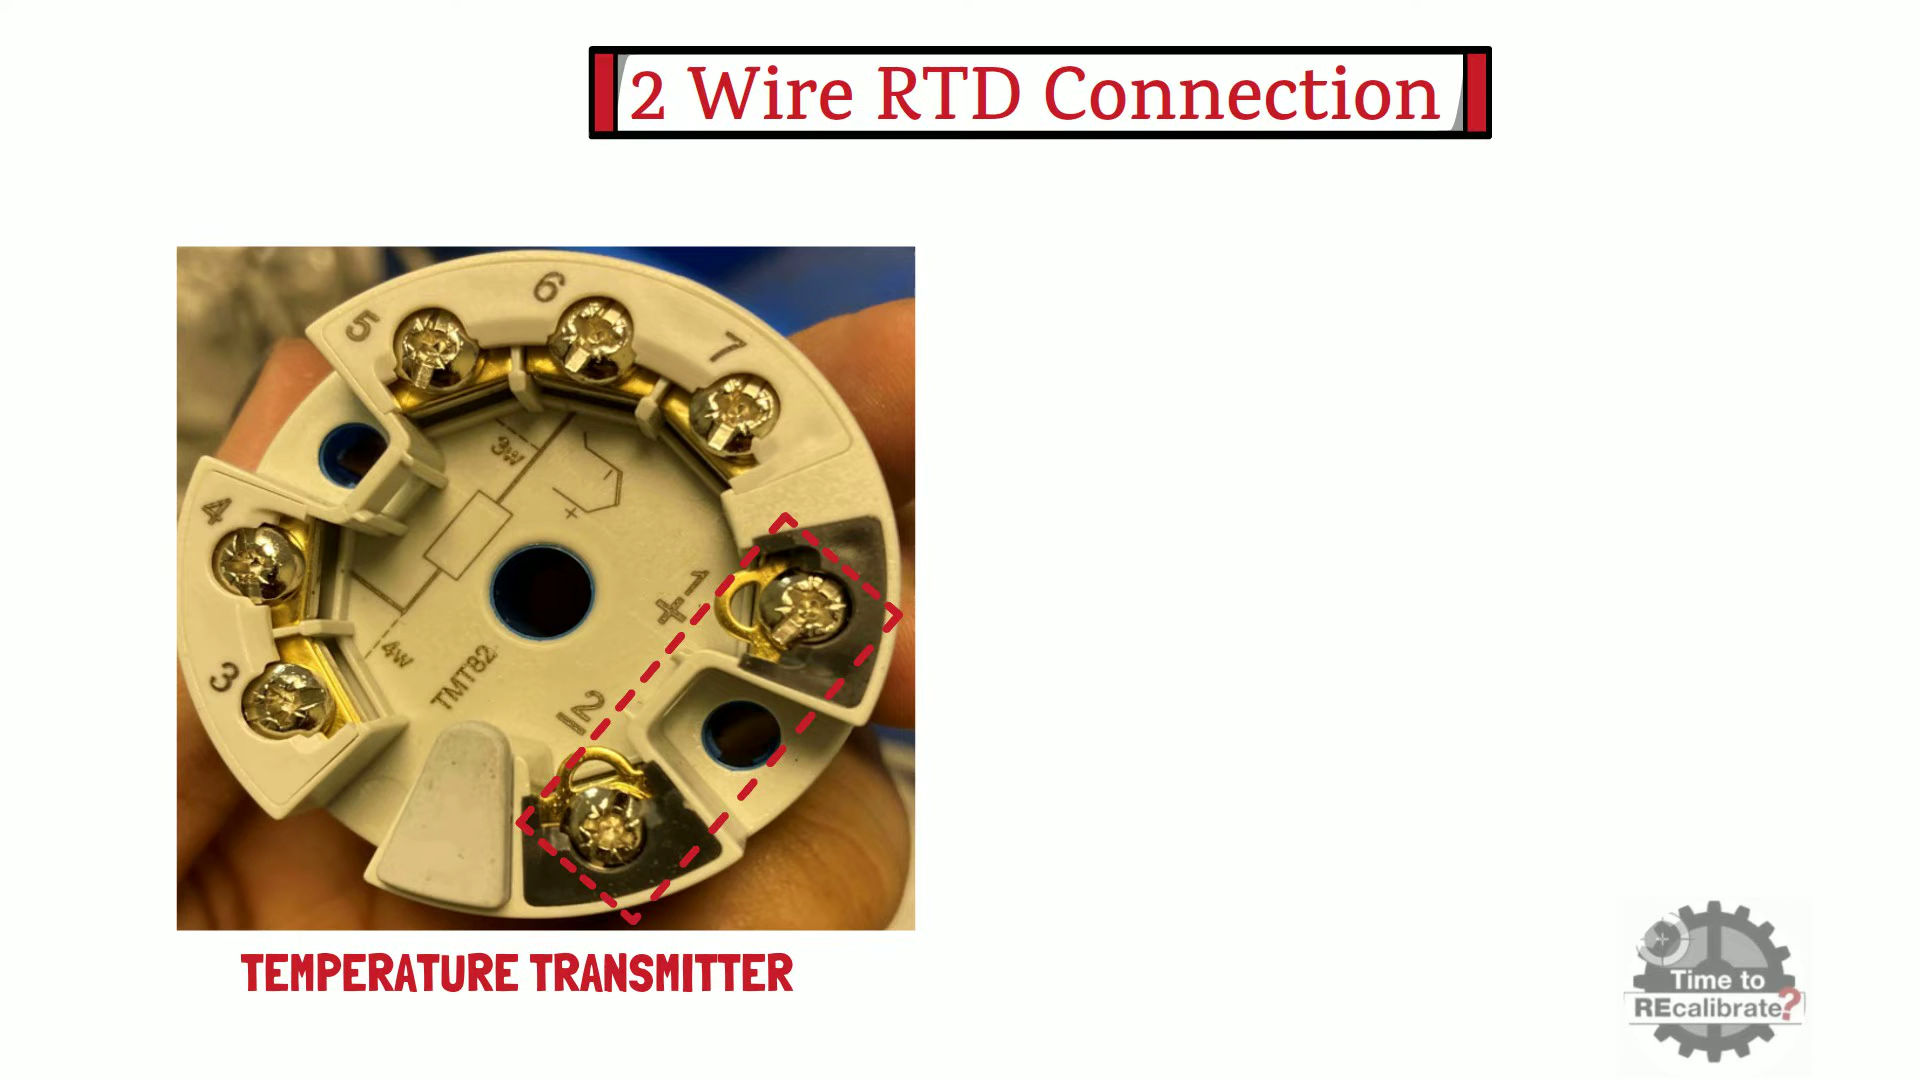 2 Wire RTD Connection
6
5
7
3W
4
+
-
1+
4W
3
TMT82
2-
TEMPERATURE TRANSMITTER
Time to
REcalibrate?